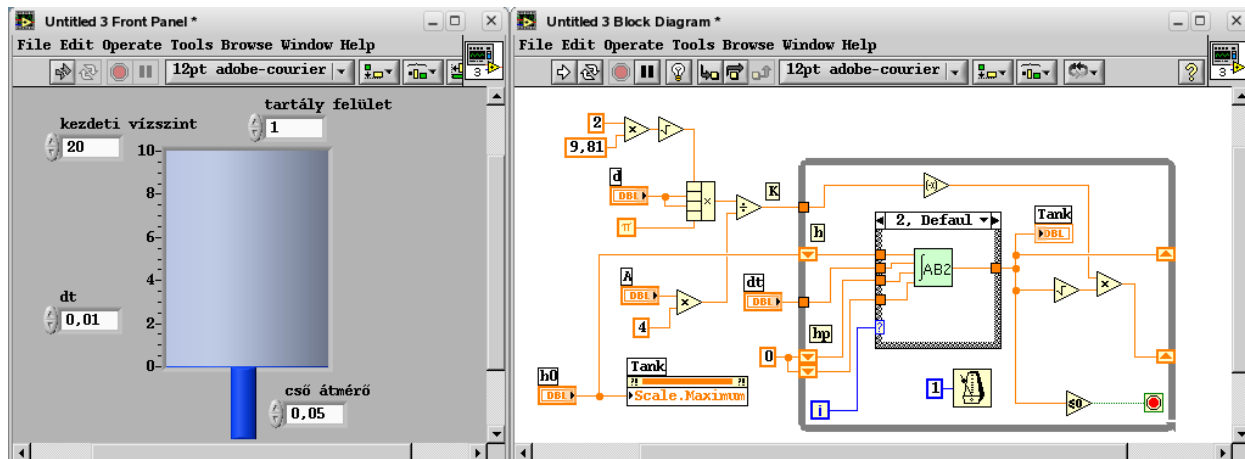 Untitled 3 Front Panel *
File Edit Operate Tools Browse Window Help
3
12pt adobe-courier
tartály felület
1
kezdeti vízszint
20
10-
8-
6-
4-
2-
0-
dt
0,01
cső átmérő
0,05
Untitled 3 Block Diagram *
File Edit Operate Tools Browse Window Help
3
12pt adobe-courier
?
2
×
√
9,81
d
DBL
×
π
÷
K
A
DBL
×
4
h0
DBL
Tank
?! ?!
Scale.Maximum
dt
DBL
0
h
hp
2, Defaul
∫AB2
?
i
1
(-x)
Tank
DBL
√
×
≤0